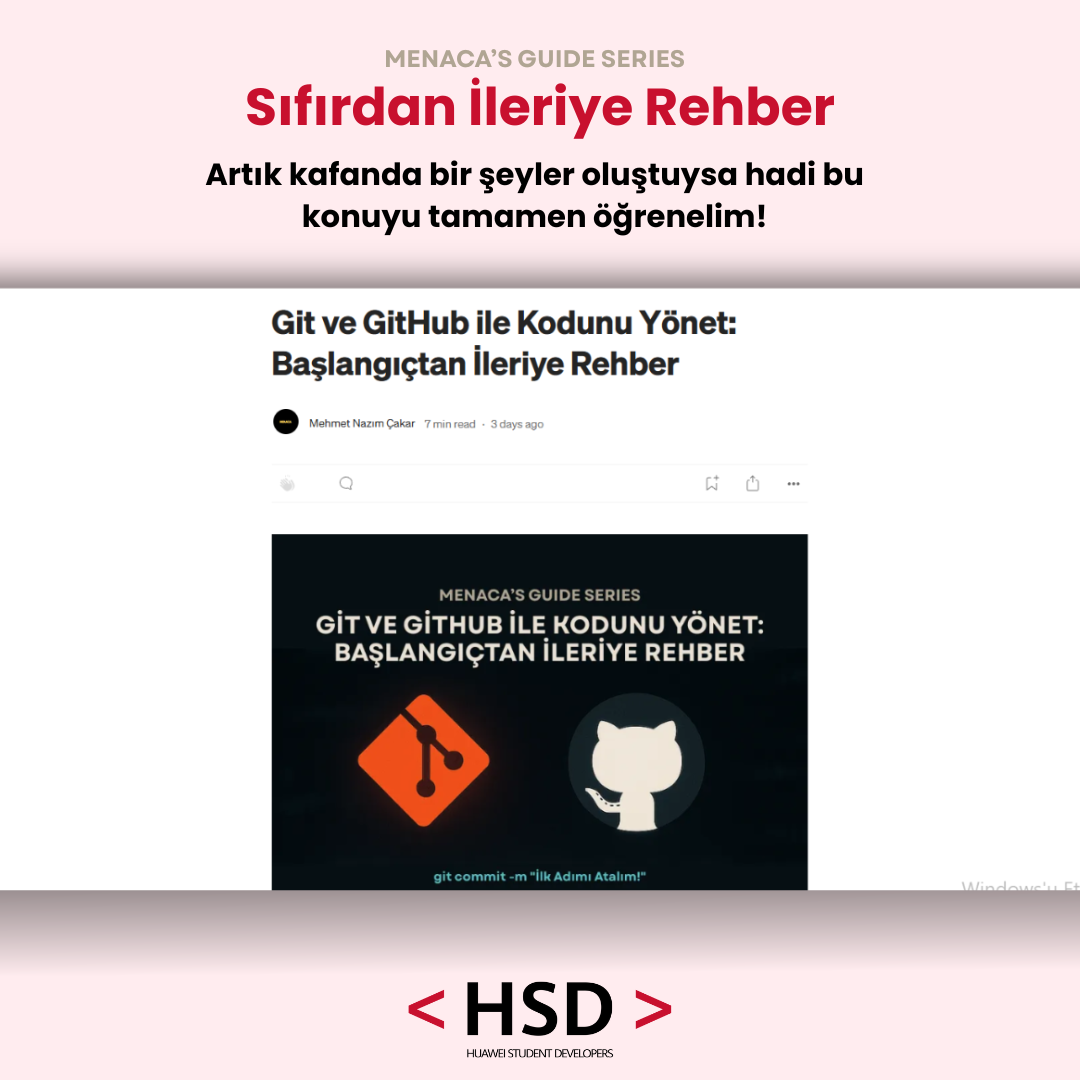 MENACA'S GUIDE SERIES
Sıfırdan İleriye Rehber
Artık kafanda bir şeyler oluştuysa hadi bu
konuyu tamamen öğrenelim!
Git ve GitHub ile Kodunu Yönet:
Başlangıçtan İleriye Rehber
Mehmet Nazım Çakar 7 min read · 3 days ago
MENACA'S GUIDE SERIES
GİT VE GİTHUB İLE KODUNU YÖNET:
BAŞLANGIÇTAN İLERİYE REHBER
git commit -m "İlk Adımı Atalım!"
Windows'u
< HSD >
HUAWEI STUDENT DEVELOPERS